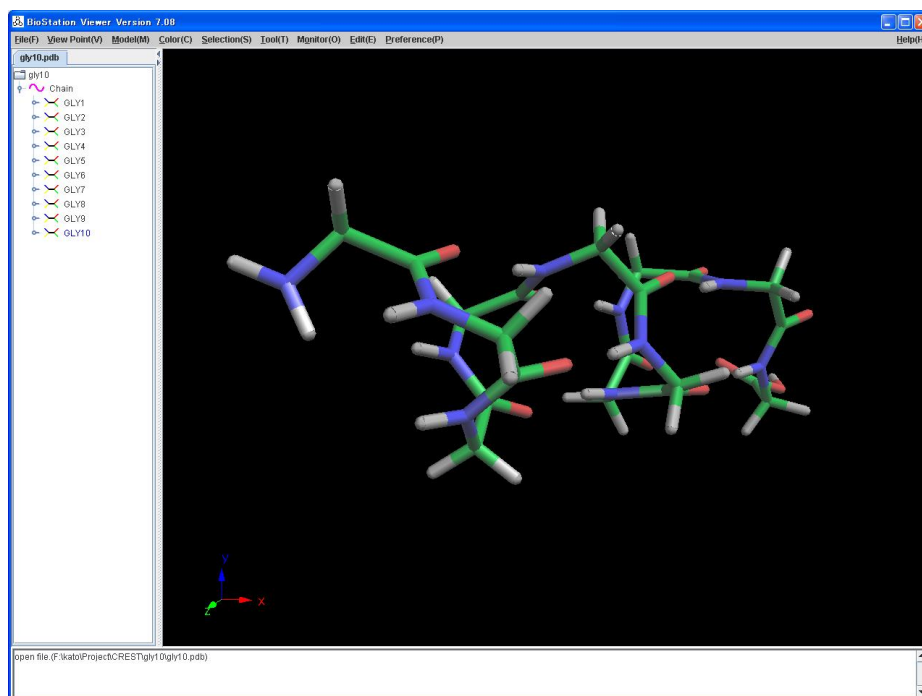 BioStation Viewer Version 7.08
File(F) View Point(V) Model(M) Color(C) Selection(S) Tool(T) Monitor(O) Edit(E) Preference(P) Help(H
gly10.pdb
gly10
Chain
GLY1
GLY2
GLY3
GLY4
GLY5
GLY6
GLY7
GLY8
GLY9
GLY10
Y
X
Z
open file.(F:\kato\Project\CREST\gly10\gly10.pdb)